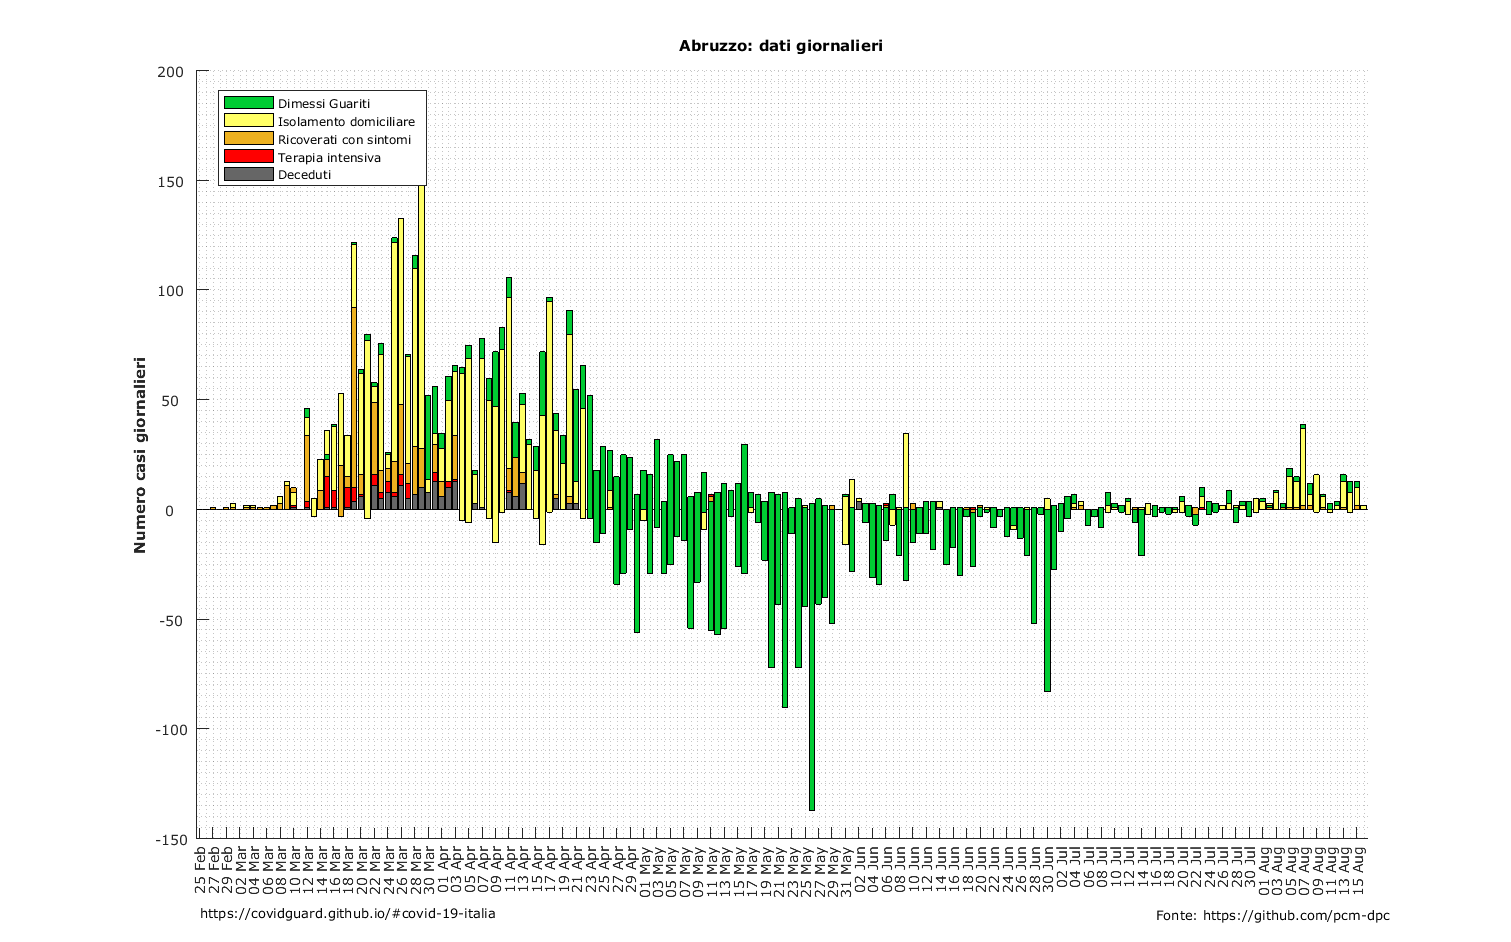 Abruzzo: dati giornalieri
200
150
100
50
0
-50
-100
-150
Numero casi giornalieri
Dimessi Guariti
Isolamento domiciliare
Ricoverati con sintomi
Terapia intensiva
Deceduti
25 Feb
27 Feb
29 Feb
02 Mar
04 Mar
06 Mar
08 Mar
10 Mar
12 Mar
14 Mar
16 Mar
18 Mar
20 Mar
22 Mar
24 Mar
26 Mar
28 Mar
30 Mar
01 Apr
03 Apr
05 Apr
07 Apr
09 Apr
11 Apr
13 Apr
15 Apr
17 Apr
19 Apr
21 Apr
23 Apr
25 Apr
27 Apr
29 Apr
01 May
03 May
05 May
07 May
09 May
11 May
13 May
15 May
17 May
19 May
21 May
23 May
25 May
27 May
29 May
31 May
02 Jun
04 Jun
06 Jun
08 Jun
10 Jun
12 Jun
14 Jun
16 Jun
18 Jun
20 Jun
22 Jun
24 Jun
26 Jun
28 Jun
30 Jun
02 Jul
04 Jul
06 Jul
08 Jul
10 Jul
12 Jul
14 Jul
16 Jul
18 Jul
20 Jul
22 Jul
24 Jul
26 Jul
28 Jul
30 Jul
01 Aug
03 Aug
05 Aug
07 Aug
09 Aug
11 Aug
13 Aug
15 Aug
https://covidguard.github.io/#covid-19-italia
Fonte: https://github.com/pcm-dpc